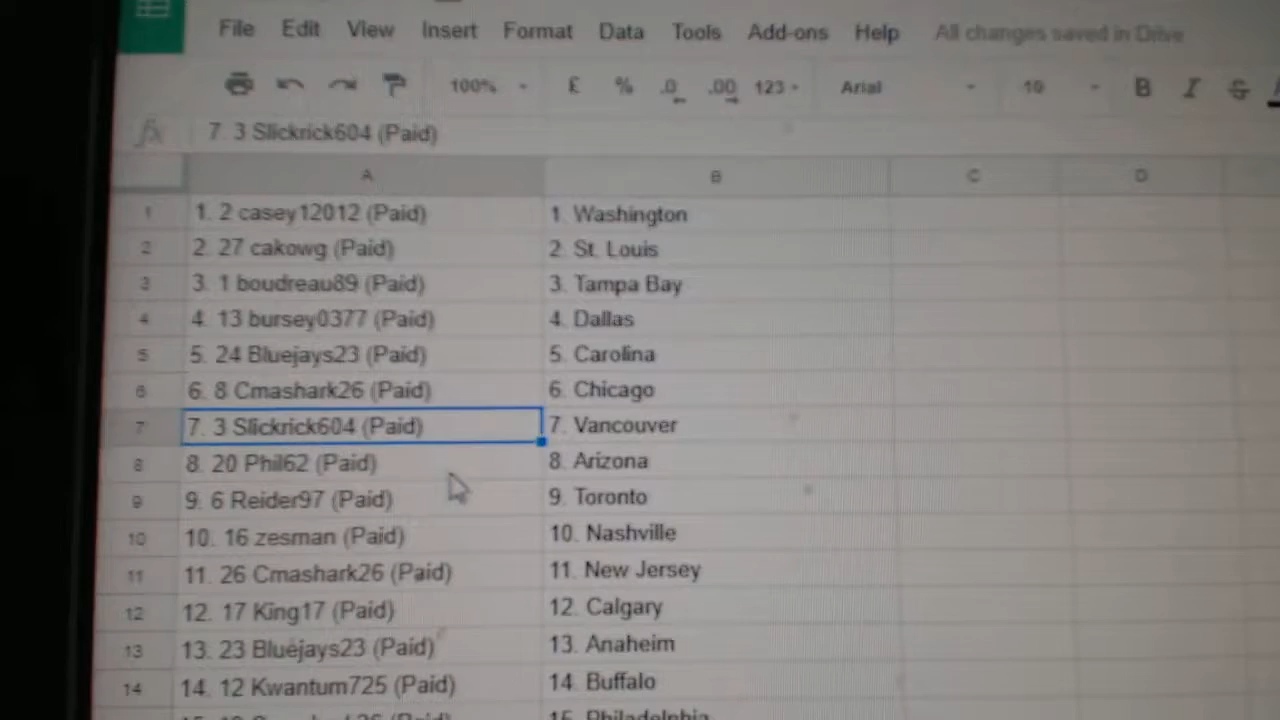 File Edit View Insert Format Data Tools Add-ons Help All changes saved in Drive
100% £ % .0 .00 123 Arial 10 B I S
fx 7. 3 Slickrick604 (Paid)
A B C D
1 1. 2 casey12012 (Paid) 1. Washington
2 2. 27 cakowg (Paid) 2. St. Louis
3 3. 1 boudreau89 (Paid) 3. Tampa Bay
4 4. 13 bursey0377 (Paid) 4. Dallas
5 5. 24 Bluejays23 (Paid) 5. Carolina
6 6. 8 Cmashark26 (Paid) 6. Chicago
7 7. 3 Slickrick604 (Paid) 7. Vancouver
8 8. 20 Phil62 (Paid) 8. Arizona
9 9. 6 Reider97 (Paid) 9. Toronto
10 10. 16 zesman (Paid) 10. Nashville
11 11. 26 Cmashark26 (Paid) 11. New Jersey
12 12. 17 King17 (Paid) 12. Calgary
13 13. 23 Bluejays23 (Paid) 13. Anaheim
14 14. 12 Kwantum725 (Paid) 14. Buffalo
15. Philadelphia